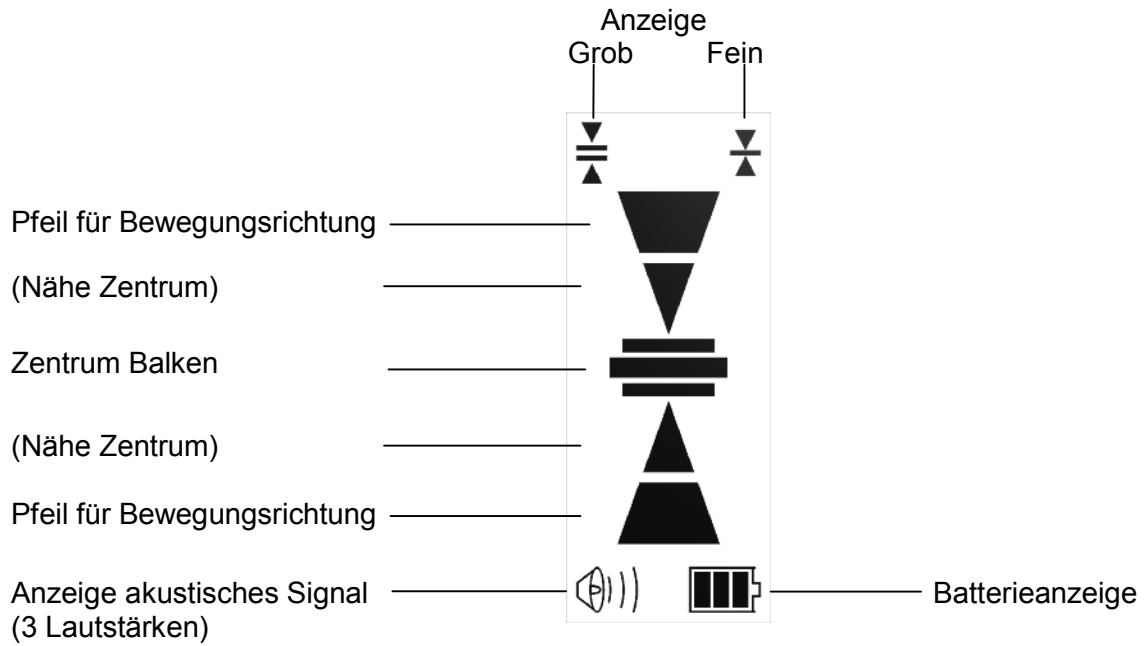 Anzeige
Grob Fein
Pfeil für Bewegungsrichtung
(Nähe Zentrum)
Zentrum Balken
(Nähe Zentrum)
Pfeil für Bewegungsrichtung
Anzeige akustisches Signal
(3 Lautstärken)
Batterieanzeige